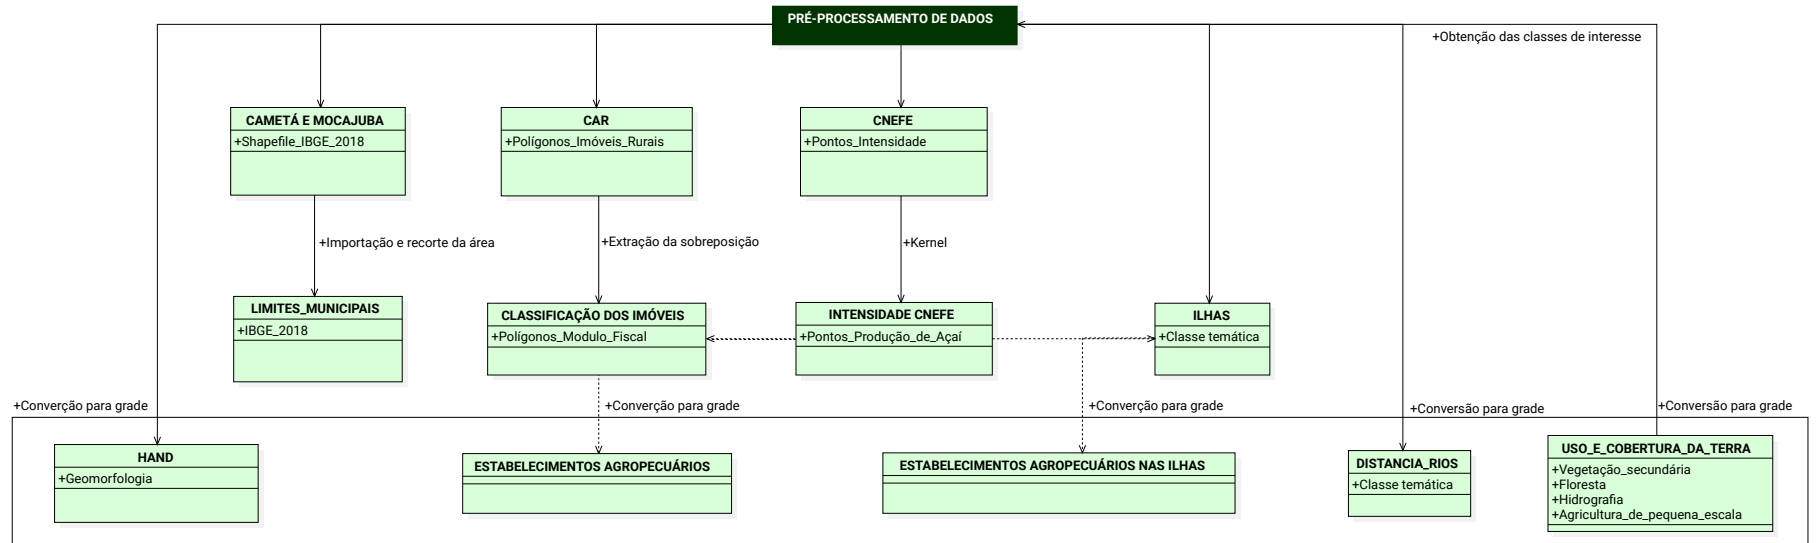 PRÉ-PROCESSAMENTO DE DADOS
+Obtenção das classes de interesse
CAMETÁ E MOCAJUBA
+Shapefile_IBGE_2018
CAR
+Polígonos_Imóveis_Rurais
CNEFE
+Pontos_Intensidade
+Importação e recorte da área
+Extração da sobreposição
+Kernel
LIMITES_MUNICIPAIS
+IBGE_2018
CLASSIFICAÇÃO DOS IMÓVEIS
+Polígonos_Modulo_Fiscal
INTENSIDADE CNEFE
+Pontos_Produção_de_Açaí
ILHAS
+Classe temática
+Converção para grade
+Converção para grade
+Converção para grade
+Conversão para grade
+Conversão para grade
HAND
+Geomorfologia
ESTABELECIMENTOS AGROPECUÁRIOS
ESTABELECIMENTOS AGROPECUÁRIOS NAS ILHAS
DISTANCIA_RIOS
+Classe temática
USO_E_COBERTURA_DA_TERRA
+Vegetação_secundária
+Floresta
+Hidrografia
+Agricultura_de_pequena_escala